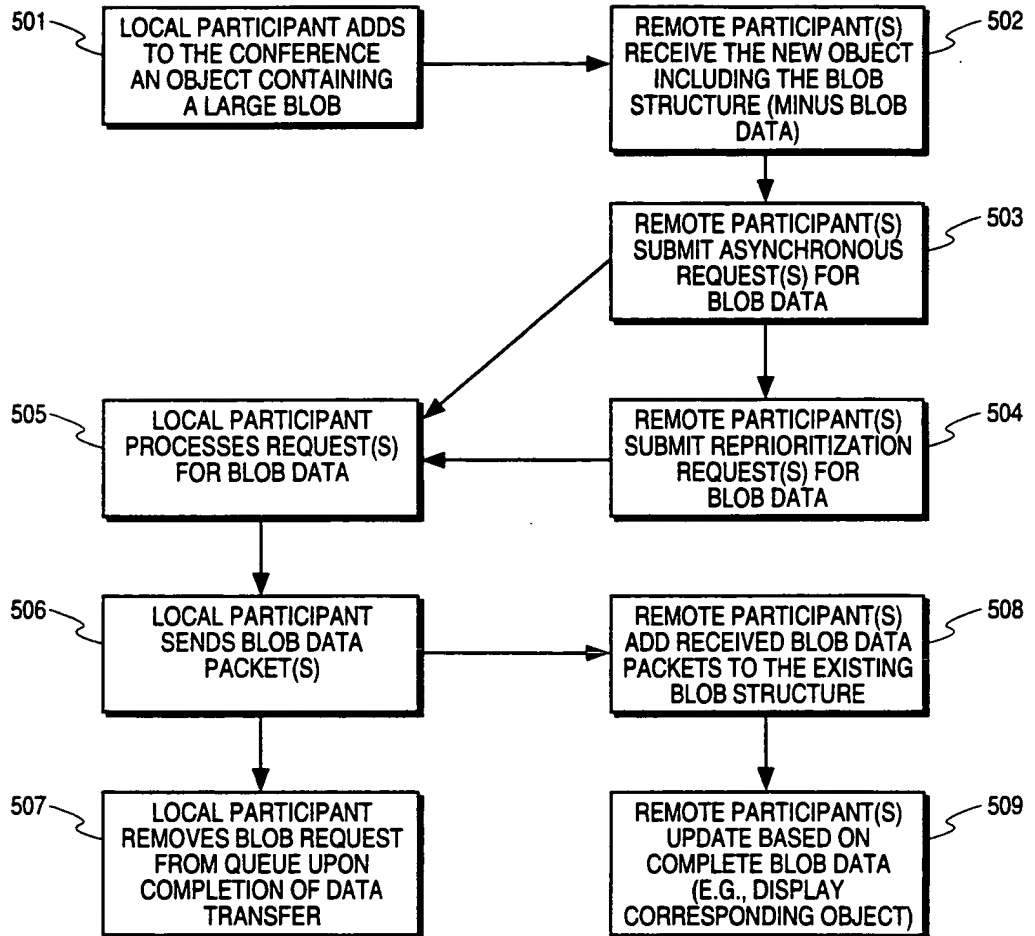 501
LOCAL PARTICIPANT ADDS
TO THE CONFERENCE
AN OBJECT CONTAINING
A LARGE BLOB
REMOTE PARTICIPANT(S)
RECEIVE THE NEW OBJECT
INCLUDING THE BLOB
STRUCTURE (MINUS BLOB
DATA)
502
REMOTE PARTICIPANT(S)
SUBMIT ASYNCHRONOUS
REQUEST(S) FOR
BLOB DATA
503
505
LOCAL PARTICIPANT
PROCESSES REQUEST(S)
FOR BLOB DATA
REMOTE PARTICIPANT(S)
SUBMIT REPRIORITIZATION
REQUEST(S) FOR
BLOB DATA
504
506
LOCAL PARTICIPANT
SENDS BLOB DATA
PACKET(S)
REMOTE PARTICIPANT(S)
ADD RECEIVED BLOB DATA
PACKETS TO THE EXISTING
BLOB STRUCTURE
508
507
LOCAL PARTICIPANT
REMOVES BLOB REQUEST
FROM QUEUE UPON
COMPLETION OF DATA
TRANSFER
REMOTE PARTICIPANT(S)
UPDATE BASED ON
COMPLETE BLOB DATA
(E.G., DISPLAY
CORRESPONDING OBJECT)
509